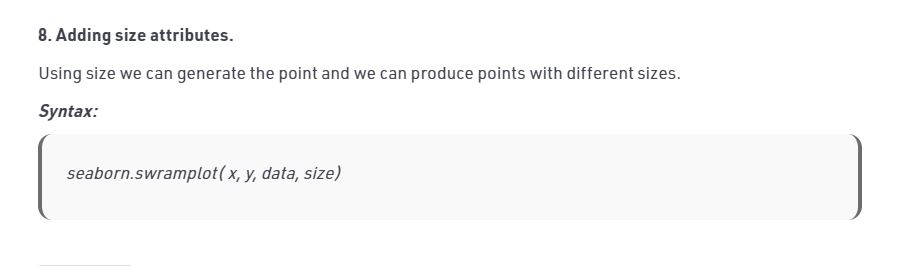 8. Adding size attributes.
Using size we can generate the point and we can produce points with different sizes.
Syntax:
seaborn.swramplot( x, y, data, size)